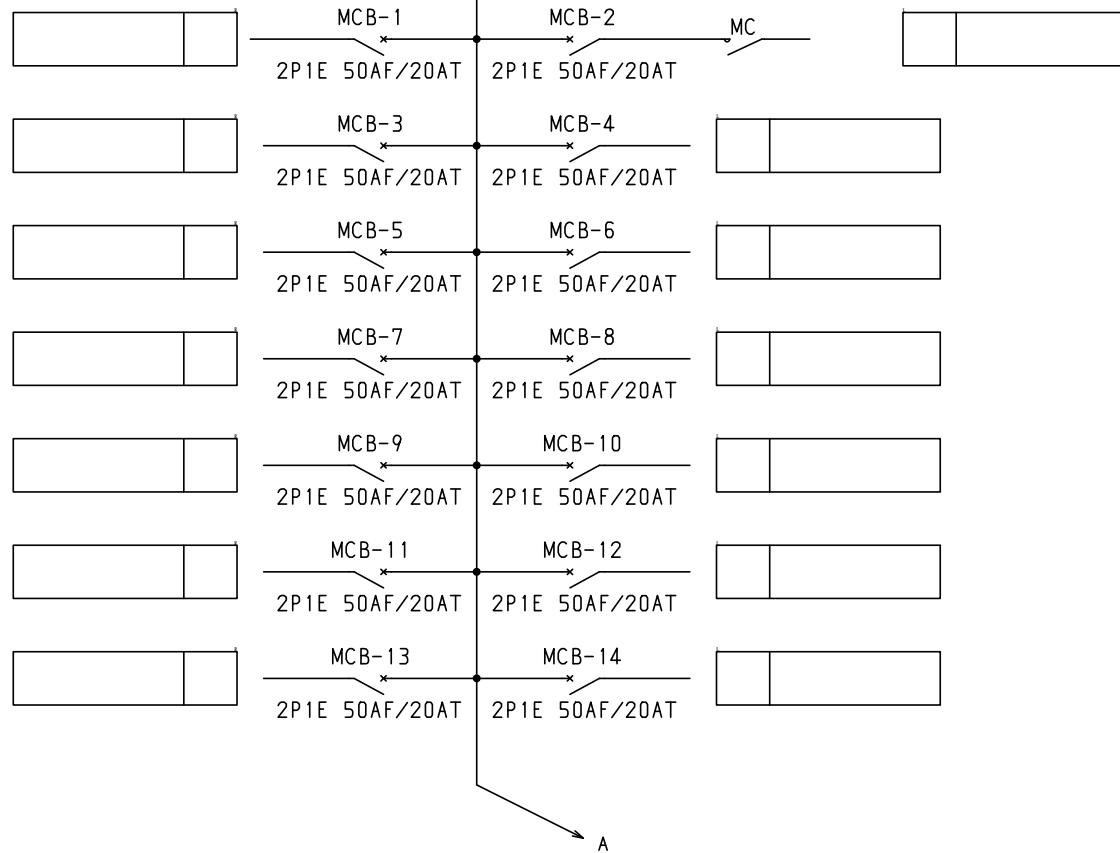 MCB-1 MCB-2 MC
2P1E 50AF/20AT 2P1E 50AF/20AT
MCB-3 MCB-4
2P1E 50AF/20AT 2P1E 50AF/20AT
MCB-5 MCB-6
2P1E 50AF/20AT 2P1E 50AF/20AT
MCB-7 MCB-8
2P1E 50AF/20AT 2P1E 50AF/20AT
MCB-9 MCB-10
2P1E 50AF/20AT 2P1E 50AF/20AT
MCB-11 MCB-12
2P1E 50AF/20AT 2P1E 50AF/20AT
MCB-13 MCB-14
2P1E 50AF/20AT 2P1E 50AF/20AT
A